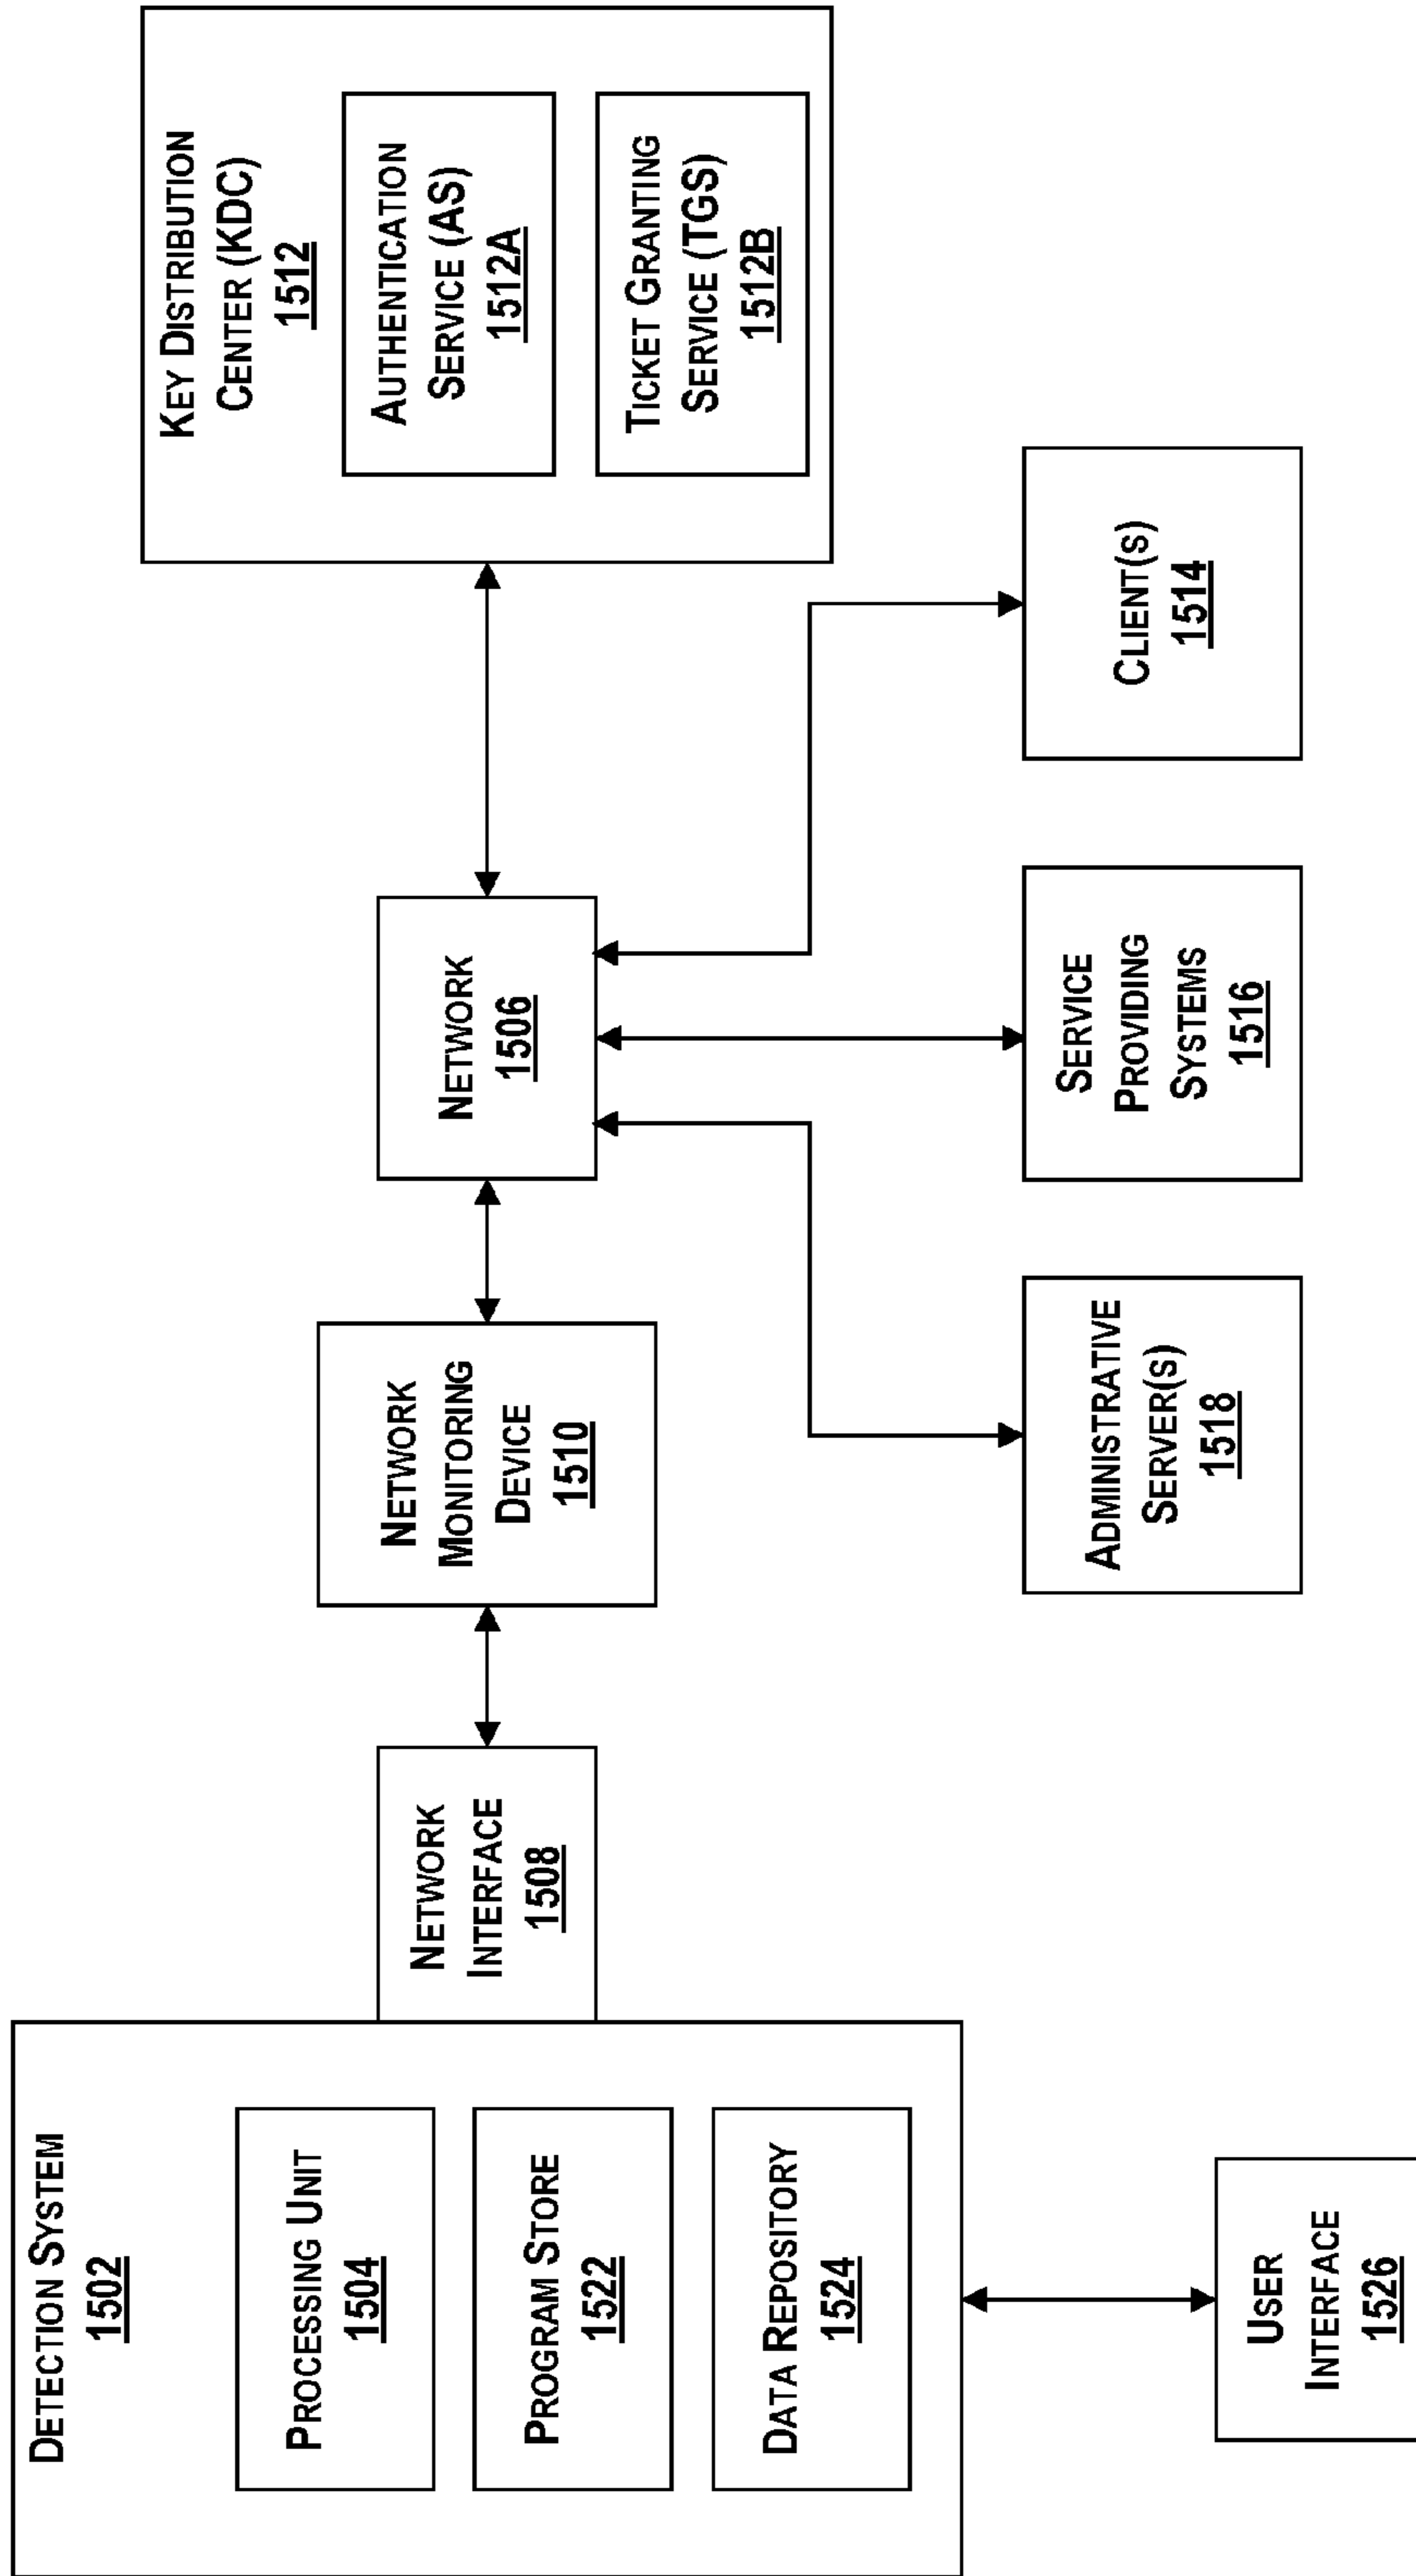 DETECTION SYSTEM
1502
PROCESSING UNIT
1504
PROGRAM STORE
1522
DATA REPOSITORY
1524
USER
INTERFACE
1526
NETWORK
INTERFACE
1508
NETWORK
MONITORING
DEVICE
1510
NETWORK
1506
KEY DISTRIBUTION
CENTER (KDC)
1512
AUTHENTICATION
SERVICE (AS)
1512A
TICKET GRANTING
SERVICE (TGS)
1512B
ADMINISTRATIVE
SERVER(S)
1518
SERVICE
PROVIDING
SYSTEMS
1516
CLIENT(S)
1514